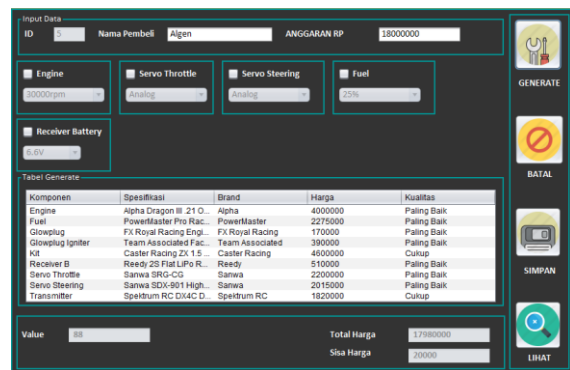 Input Data
ID 5 Nama Pembeli Algen ANGGARAN RP 18000000
Engine Servo Throttle Servo Steering Fuel
30000rpm Analog Analog 25%
GENERATE
Receiver Battery
6.6V
BATAL
Tabel Generate
Komponen Spesifikasi Brand Harga Kualitas
Engine Alpha Dragon III .21 O... Alpha 4000000 Paling Baik
Fuel PowerMaster Pro Rac... PowerMaster 2275000 Paling Baik
Glowplug FX Royal Racing Engi... FX Royal Racing 170000 Paling Baik
Glowplug Igniter Team Associated Fac... Team Associated 390000 Paling Baik
Kit Caster Racing ZX 1.5 ... Caster Racing 4600000 Cukup
Receiver B Reedy 2S Flat LiPo R... Reedy 510000 Paling Baik
Servo Throttle Sanwa SRG-CG Sanwa 2200000 Paling Baik
Servo Steering Sanwa SDX-901 High... Sanwa 2015000 Paling Baik
Transmitter Spektrum RC DX4C D... Spektrum RC 1820000 Cukup
SIMPAN
Value 88 Total Harga 17980000
Sisa Harga 20000
LIHAT